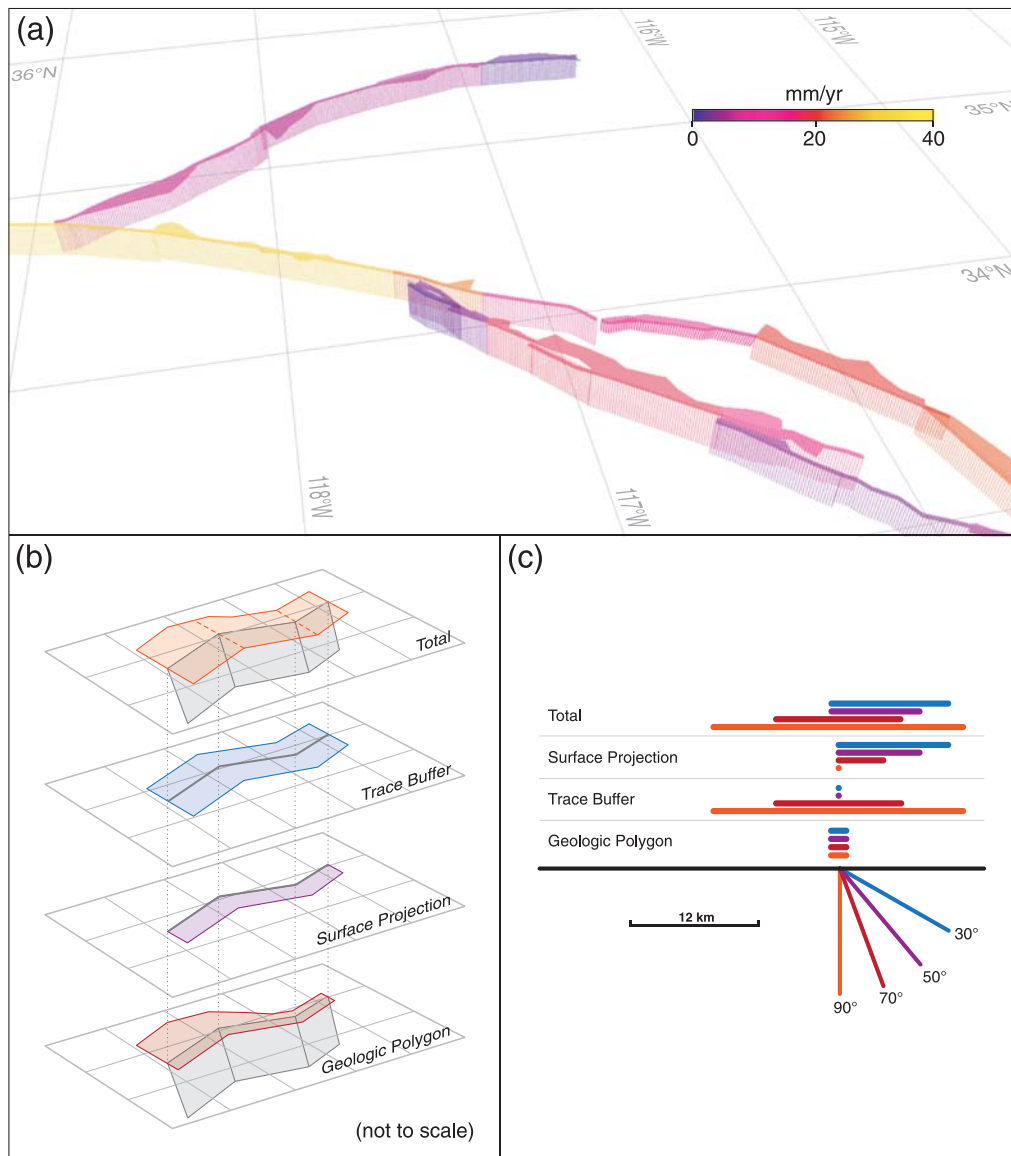 (a)
36°N
116°W
115°W
35°N
mm/yr
0 20 40
34°N
118°W
117°W
(b)
Total
Trace Buffer
Surface Projection
Geologic Polygon
(not to scale)
(c)
Total
Surface Projection
Trace Buffer
Geologic Polygon
12 km
30°
50°
70°
90°